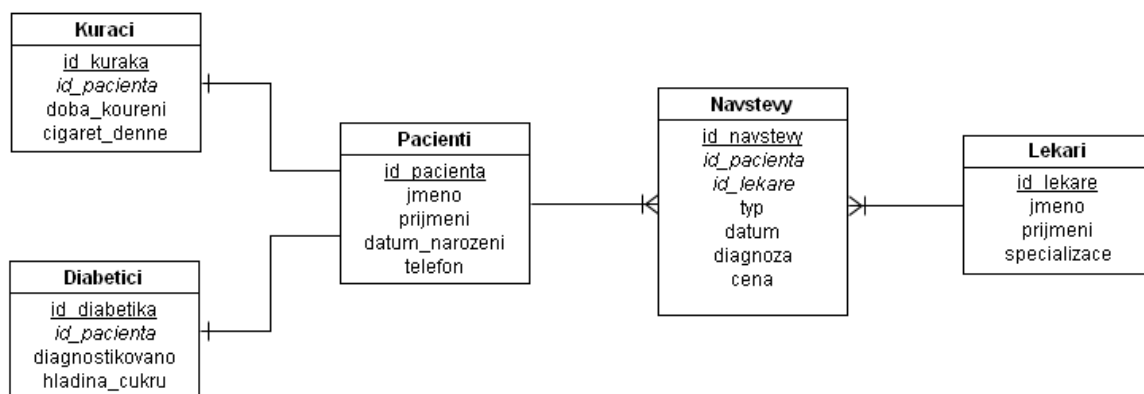 Kuraci
id_kuraka
id_pacienta
doba_koureni
cigaret_denne
Diabetici
id_diabetika
id_pacienta
diagnostikovano
hladina_cukru
Pacienti
id_pacienta
jmeno
prijmeni
datum_narozeni
telefon
Navstevy
id_navstevy
id_pacienta
id_lekare
typ
datum
diagnoza
cena
Lekari
id_lekare
jmeno
prijmeni
specializace